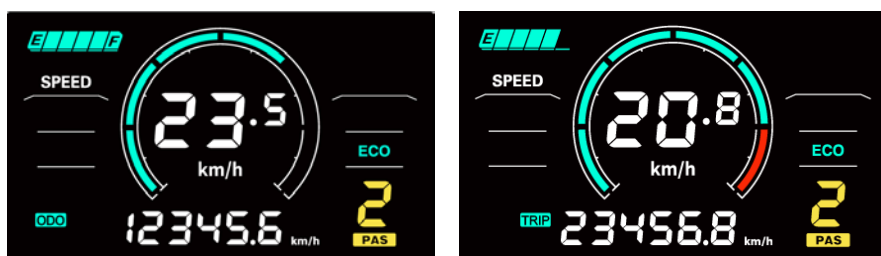 E F
SPEED
23.5
km/h
ECO
2
ODO 12345.6 km/h
PAS
E
SPEED
20.8
km/h
ECO
2
TRIP 23456.8 km/h
PAS